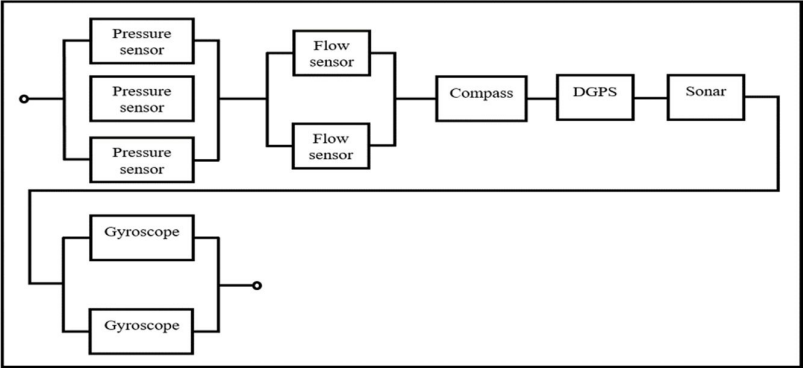 Pressure
sensor
Pressure
sensor
Pressure
sensor
Flow
sensor
Flow
sensor
Compass
DGPS
Sonar
Gyroscope
Gyroscope